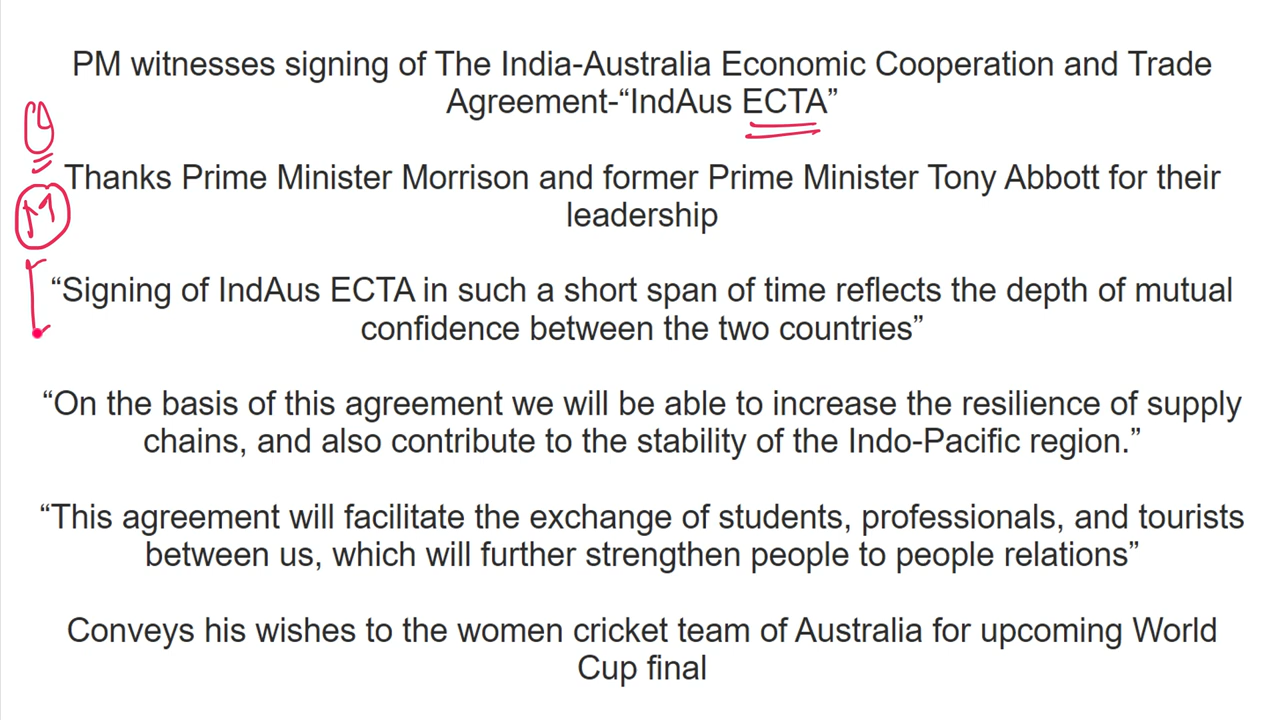 PM witnesses signing of The India-Australia Economic Cooperation and Trade
Agreement-“IndAus ECTA”
Thanks Prime Minister Morrison and former Prime Minister Tony Abbott for their
leadership
M
“Signing of IndAus ECTA in such a short span of time reflects the depth of mutual
confidence between the two countries”
“On the basis of this agreement we will be able to increase the resilience of supply
chains, and also contribute to the stability of the Indo-Pacific region.”
“This agreement will facilitate the exchange of students, professionals, and tourists
between us, which will further strengthen people to people relations”
Conveys his wishes to the women cricket team of Australia for upcoming World
Cup final